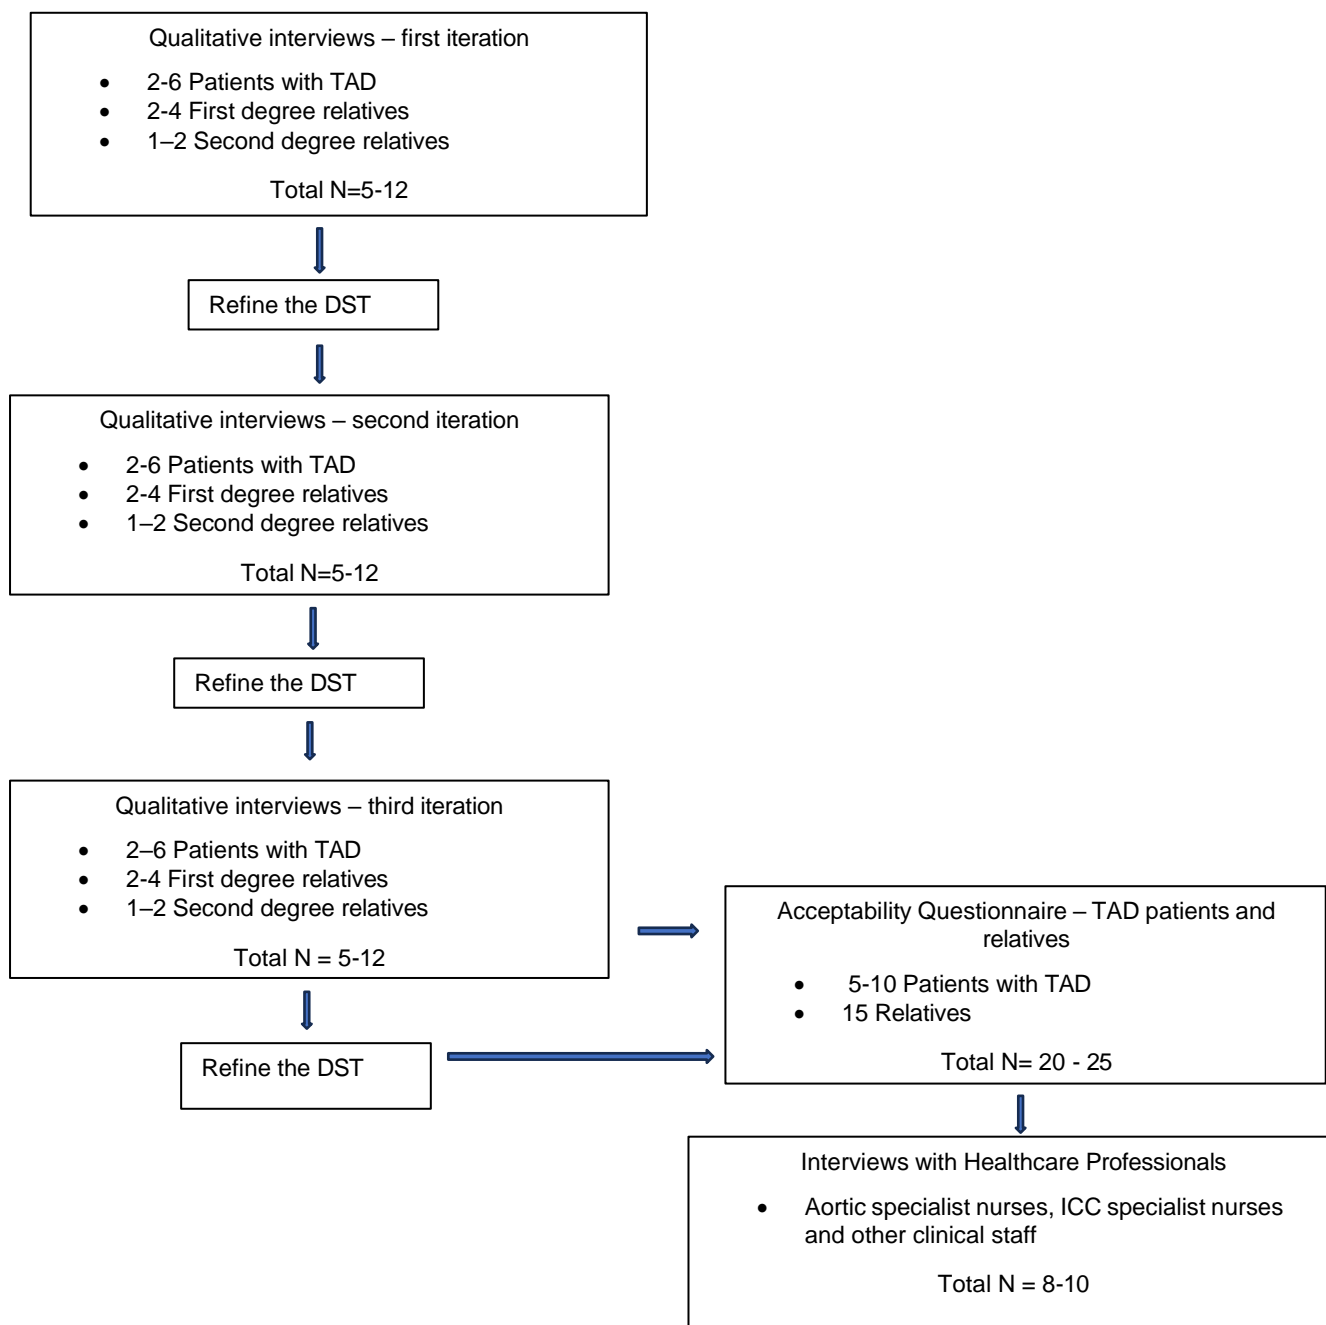 Qualitative interviews – first iteration
• 2-6 Patients with TAD
• 2-4 First degree relatives
• 1–2 Second degree relatives
Total N=5-12
Refine the DST
Qualitative interviews – second iteration
• 2-6 Patients with TAD
• 2-4 First degree relatives
• 1–2 Second degree relatives
Total N=5-12
Refine the DST
Qualitative interviews – third iteration
• 2–6 Patients with TAD
• 2-4 First degree relatives
• 1–2 Second degree relatives
Total N = 5-12
Refine the DST
Acceptability Questionnaire – TAD patients and
relatives
• 5-10 Patients with TAD
• 15 Relatives
Total N= 20 - 25
Interviews with Healthcare Professionals
• Aortic specialist nurses, ICC specialist nurses
and other clinical staff
Total N = 8-10